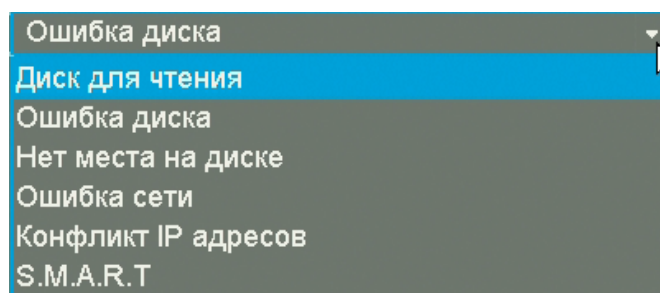 Ошибка диска
Диск для чтения
Ошибка диска
Нет места на диске
Ошибка сети
Конфликт IP адресов
S.M.A.R.T